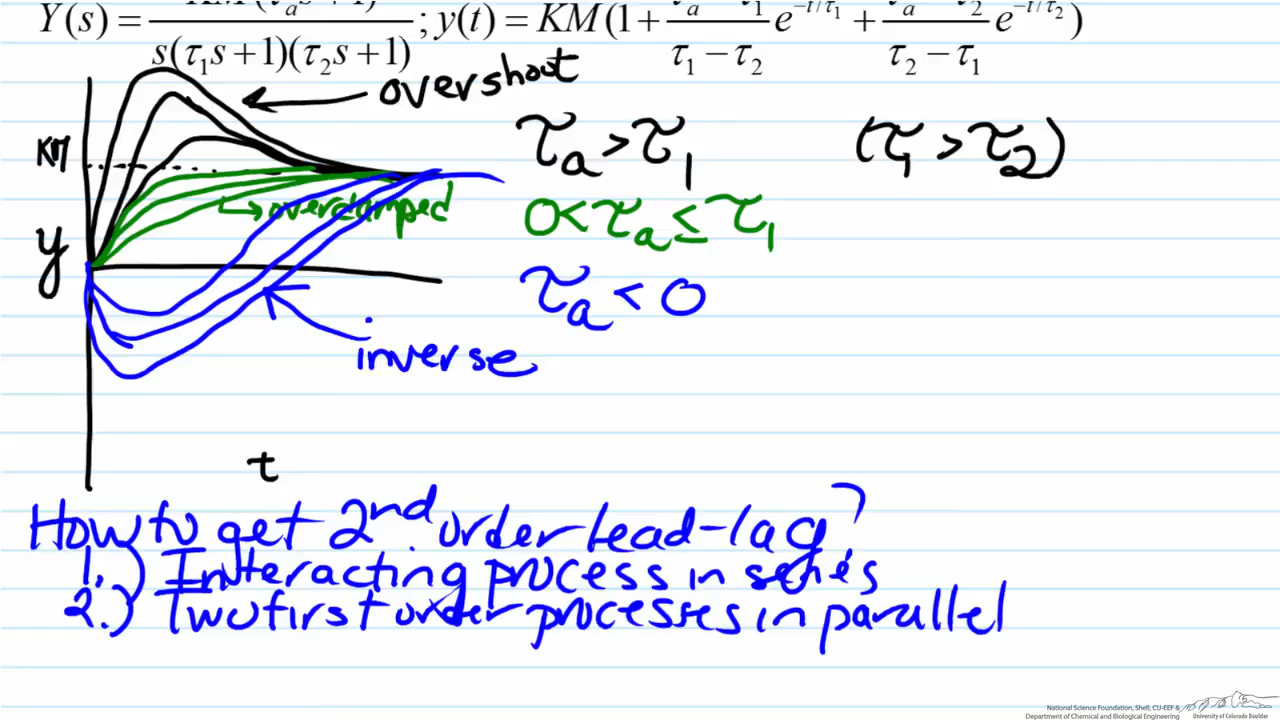 Y(s) = KM(τₐs+1) / s(τ₁s+1)(τ₂s+1) ; y(t) = KM(1 + τₐ−τ₁ / τ₁−τ₂ e^(−t/τ₁) + τₐ−τ₂ / τ₂−τ₁ e^(−t/τ₂))
overshoot
KM
τₐ > τ₁ (τ₁ > τ₂)
overdamped
0 < τₐ ≤ τ₁
y
τₐ < 0
inverse
t
How to get 2nd order lead-lag?
1.) Interacting process in series
2.) Two first order processes in parallel
National Science Foundation, Shell, CU-EEF &
Department of Chemical and Biological Engineering University of Colorado Boulder